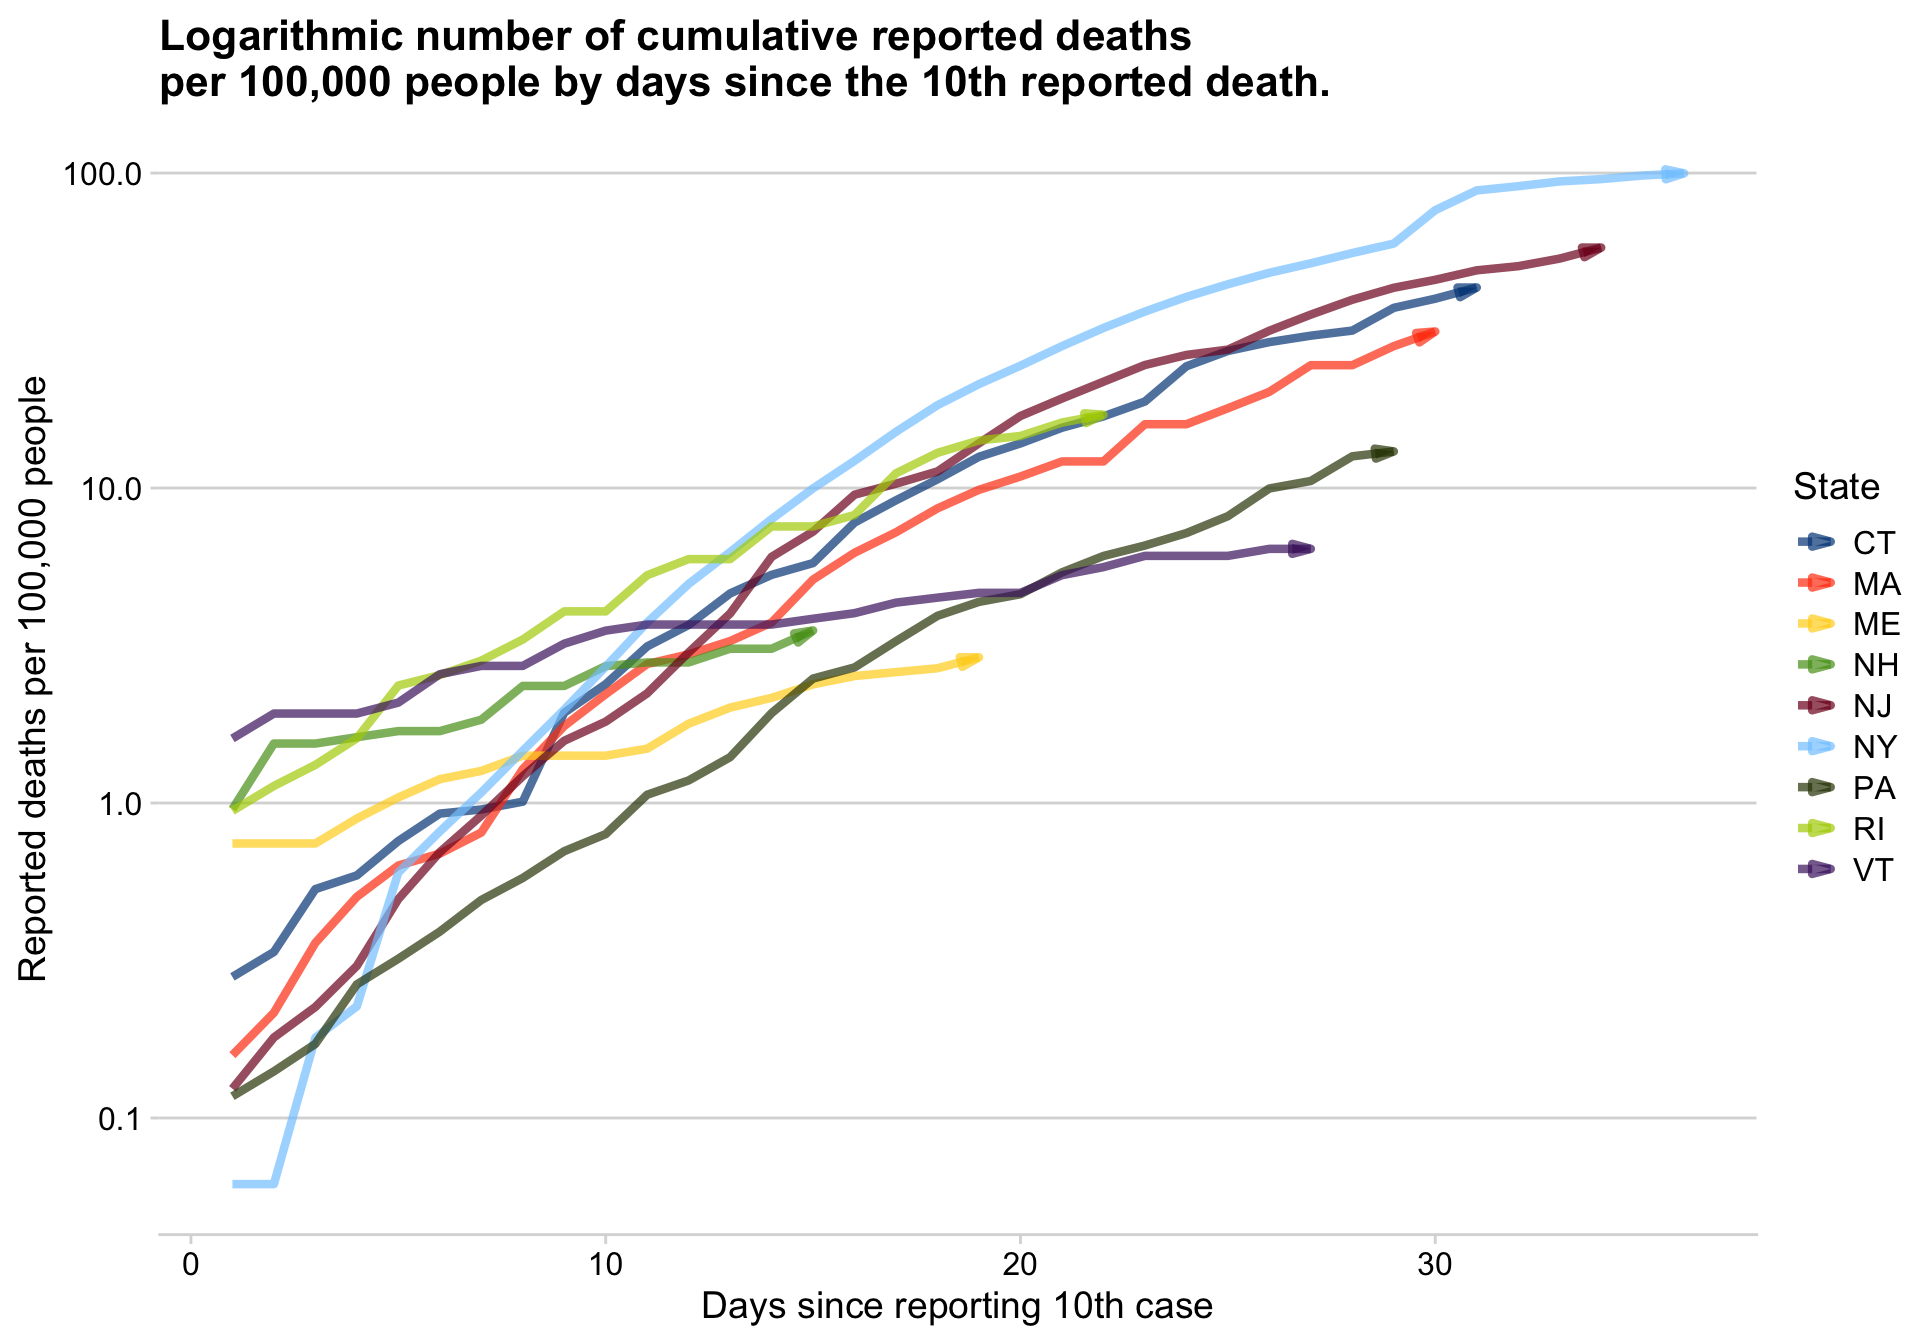 Logarithmic number of cumulative reported deaths
per 100,000 people by days since the 10th reported death.
Reported deaths per 100,000 people
100.0
10.0
1.0
0.1
0
10
20
30
Days since reporting 10th case
State
CT
MA
ME
NH
NJ
NY
PA
RI
VT